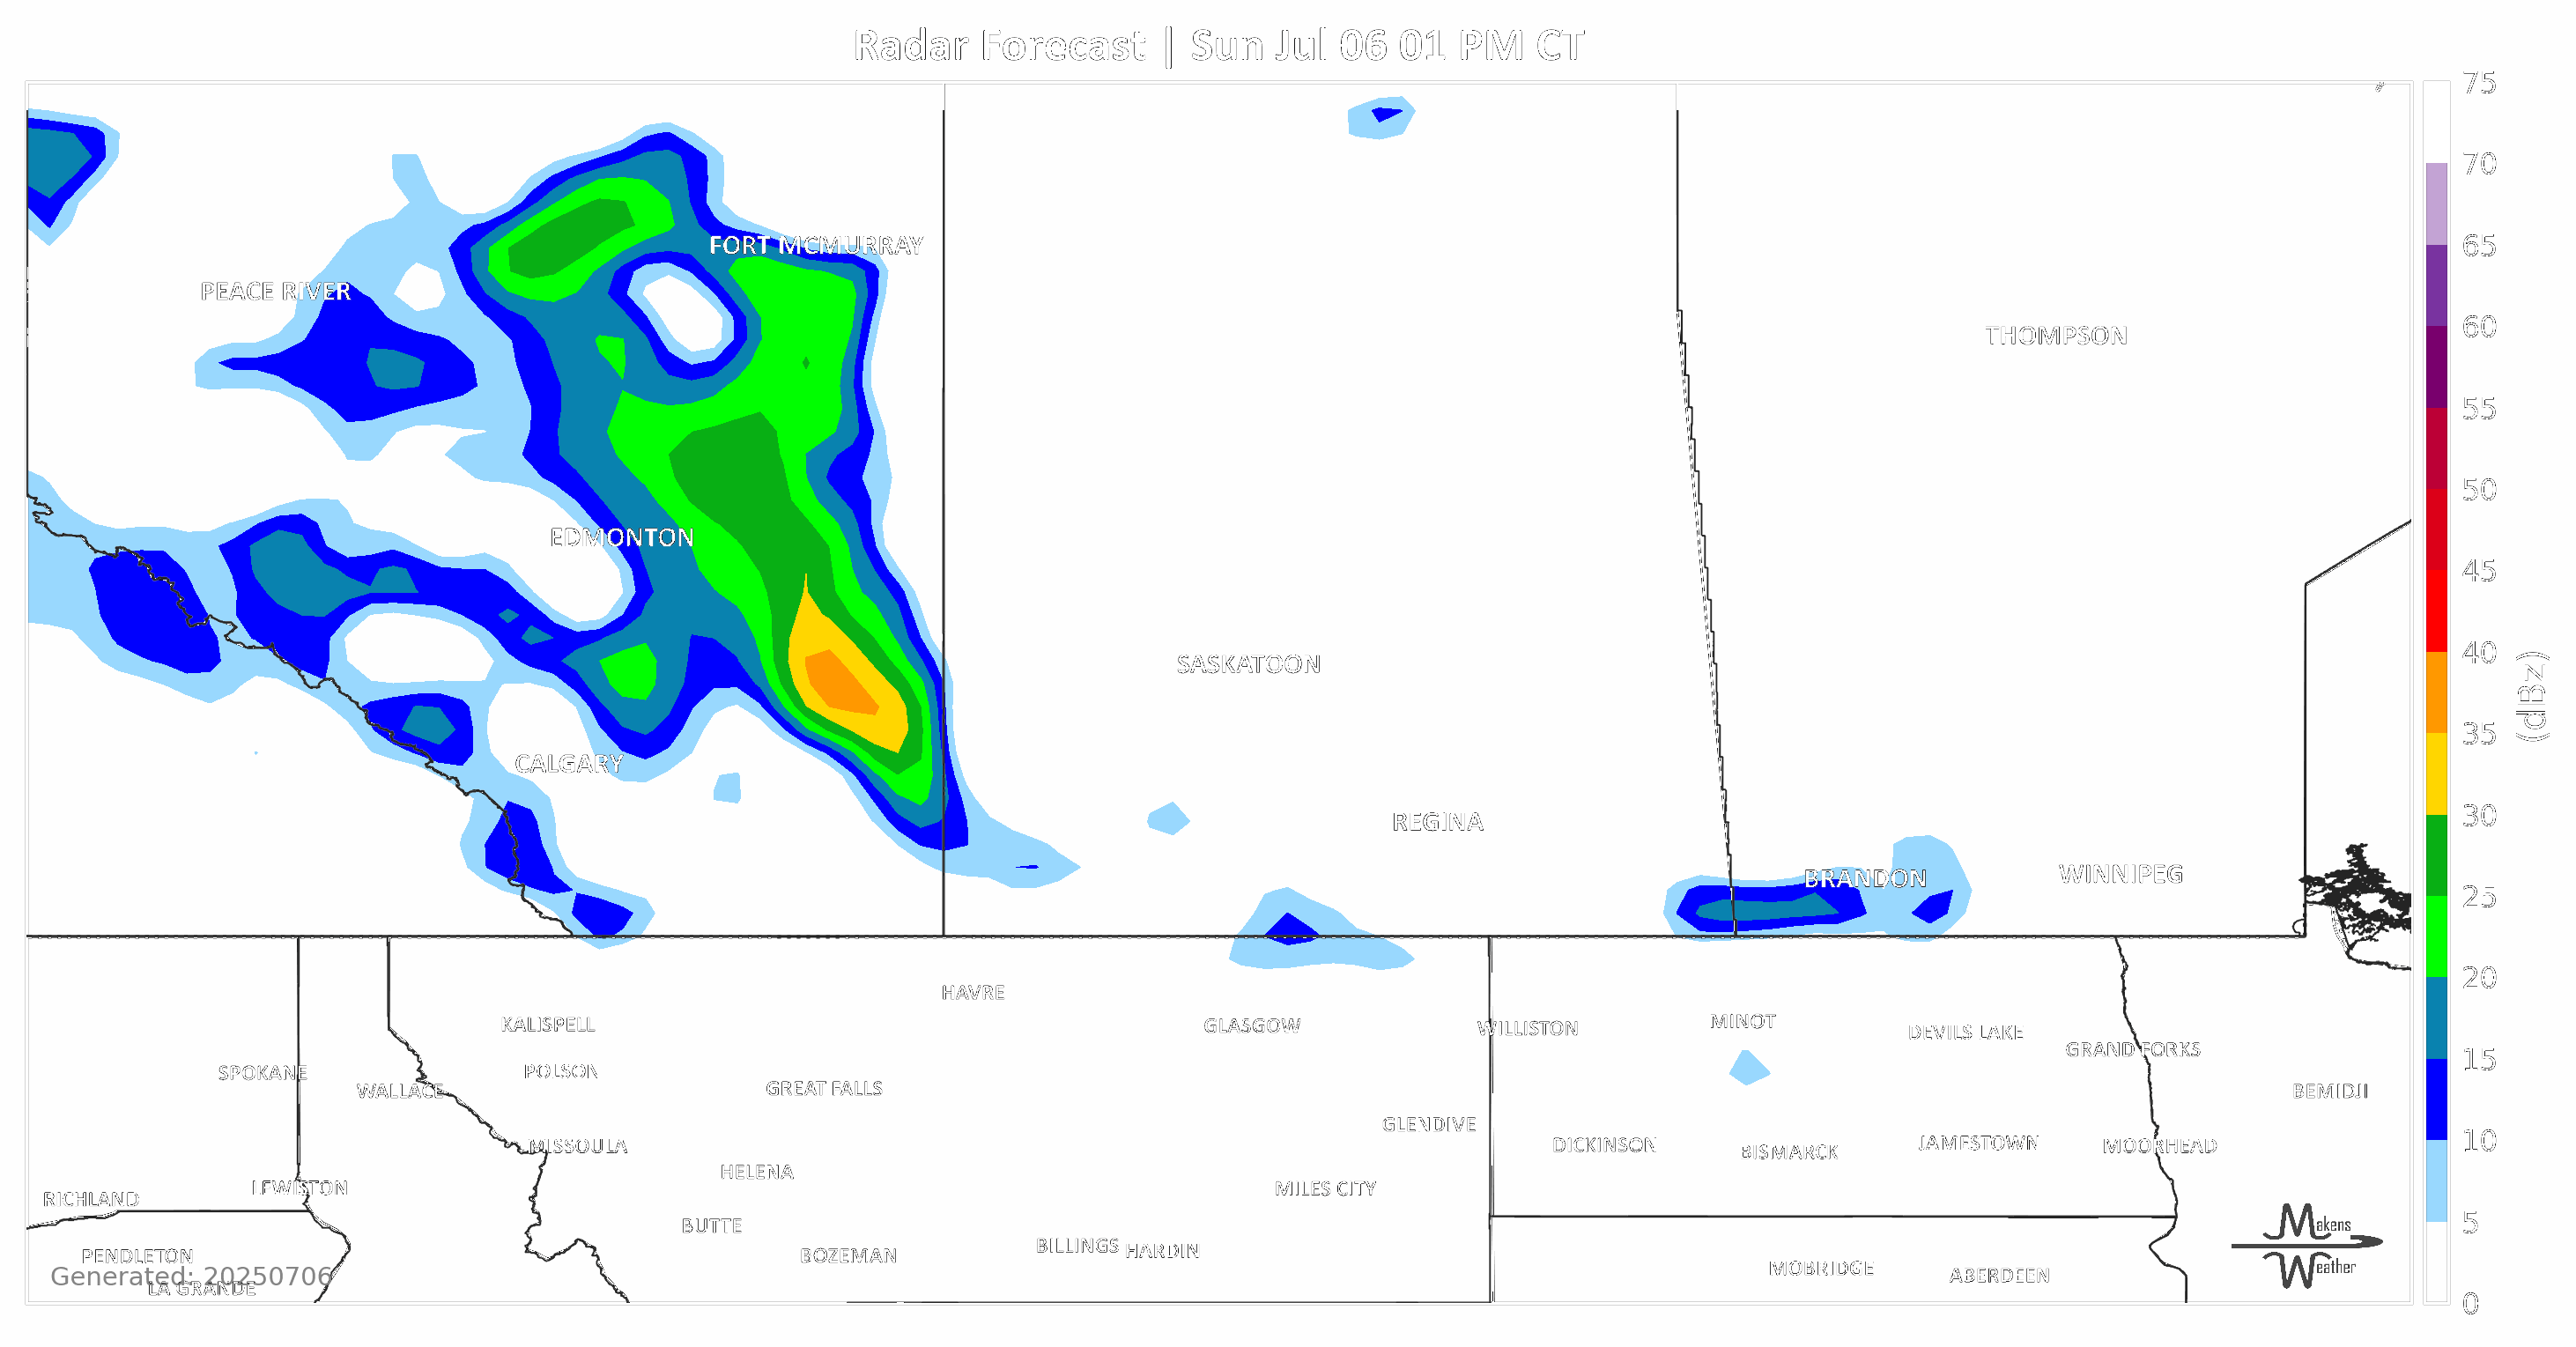 Radar Forecast | Sun Jul 06 01 PM CT
75
70
65
60
55
50
45
40
35
30
25
20
15
10
5
0
(dBz)
FORT MCMURRAY
PEACE RIVER
THOMPSON
EDMONTON
SASKATOON
CALGARY
REGINA
BRANDON
WINNIPEG
HAVRE
KALISPELL
GLASGOW
WILLISTON
MINOT
DEVILS LAKE
GRAND FORKS
SPOKANE
POLSON
WALLACE
GREAT FALLS
BEMIDJI
GLENDIVE
MISSOULA
DICKINSON
BISMARCK
JAMESTOWN
MOORHEAD
HELENA
LEWISTON
MILES CITY
RICHLAND
BUTTE
BILLINGS
HARDIN
PENDLETON
BOZEMAN
MOBRIDGE
ABERDEEN
Generated: 20250706
LA GRANDE
Makens
Weather